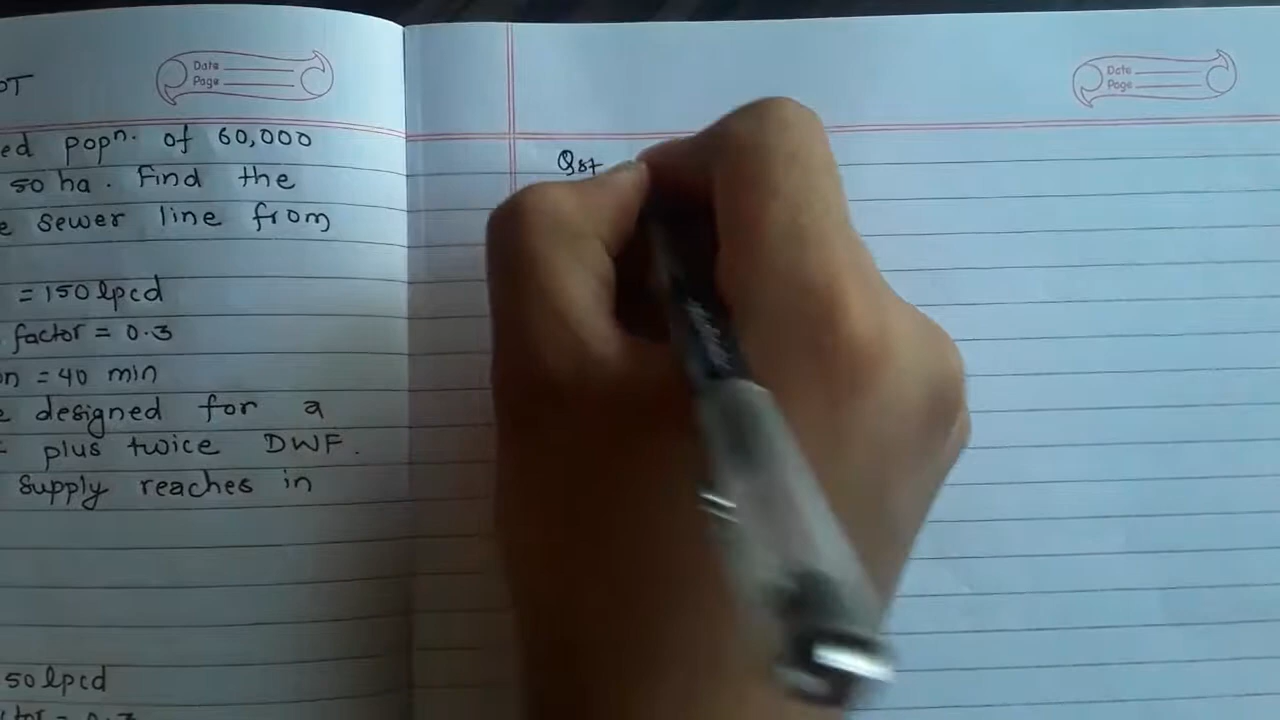 OT
Date
Page
ed popn. of 60,000
50 ha. Find the
e sewer line from
= 150 lpcd
factor = 0.3
n = 40 min
e designed for a
plus twice DWF.
Supply reaches in
50 lpcd
Date
Page
Qst